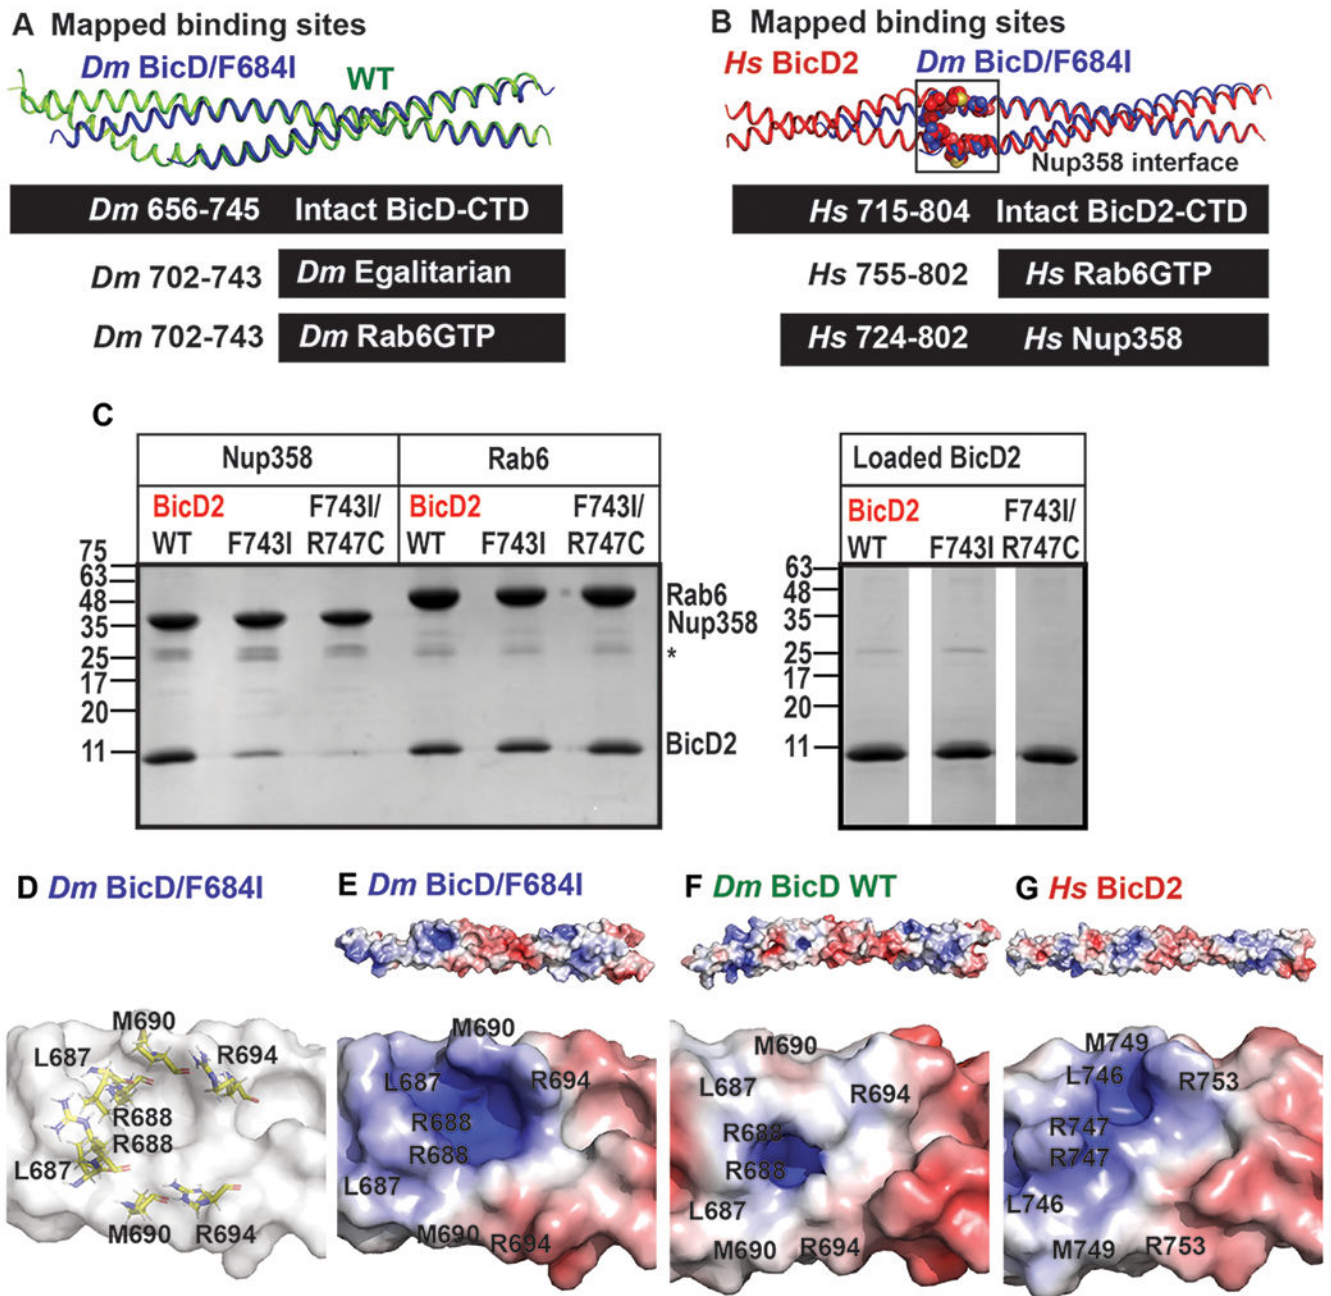 A Mapped binding sites
Dm BicD/F684I
WT
Dm 656-745 Intact BicD-CTD
Dm 702-743 Dm Egalitarian
Dm 702-743 Dm Rab6GTP
B Mapped binding sites
Hs BicD2 Dm BicD/F684I
Nup358 interface
Hs 715-804 Intact BicD2-CTD
Hs 755-802 Hs Rab6GTP
Hs 724-802 Hs Nup358
C
Nup358 Rab6
BicD2 F743I/ BicD2 F743I/
WT F743I R747C WT F743I R747C
75
63
48
35
25
17
20
11
Rab6
Nup358
*
BicD2
Loaded BicD2
BicD2 F743I/
WT F743I R747C
63
48
35
25
17
20
11
D Dm BicD/F684I
M690
L687 R694
R688
R688
L687
M690 R694
E Dm BicD/F684I
M690
L687 R694
R688
R688
L687
M690 R694
F Dm BicD WT
M690
L687 R694
R688
R688
L687
M690 R694
G Hs BicD2
M749
L746 R753
R747
R747
L746
M749 R753